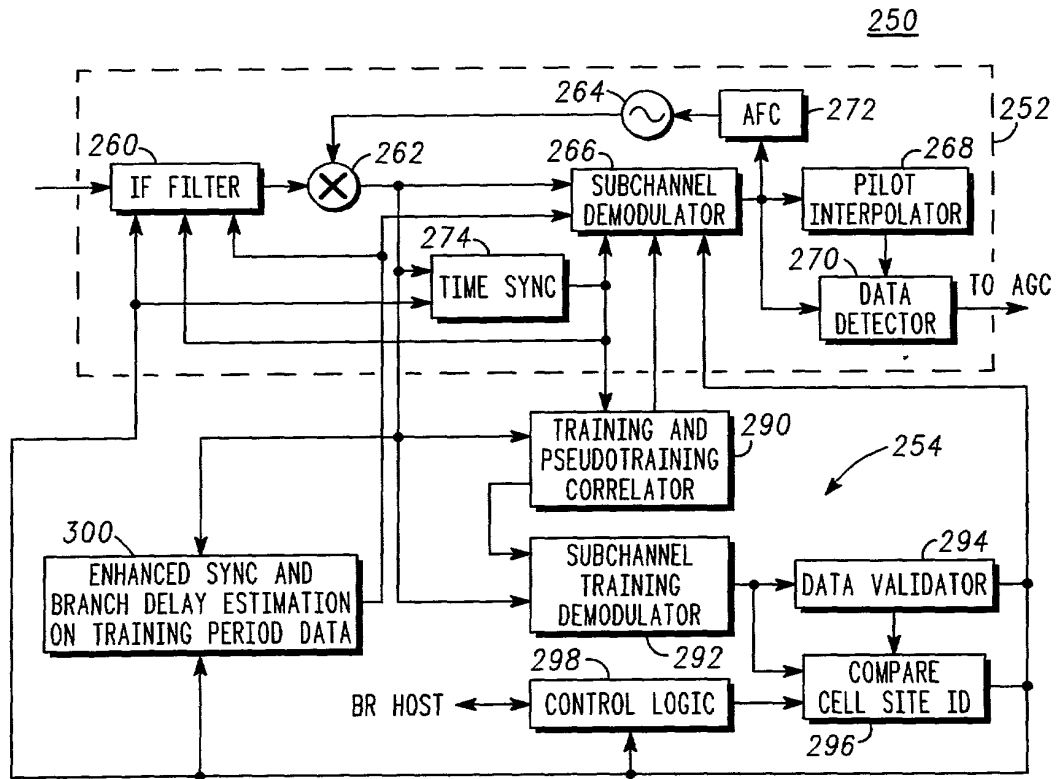 250
264
AFC
272
252
260
262
266
268
IF FILTER
SUBCHANNEL
DEMODULATOR
PILOT
INTERPOLATOR
274
TIME SYNC
270
DATA
DETECTOR
TO AGC
TRAINING AND
PSEUDOTRAINING
CORRELATOR
290
254
300
ENHANCED SYNC AND
BRANCH DELAY ESTIMATION
ON TRAINING PERIOD DATA
SUBCHANNEL
TRAINING
DEMODULATOR
292
294
DATA VALIDATOR
298
BR HOST
CONTROL LOGIC
COMPARE
CELL SITE ID
296